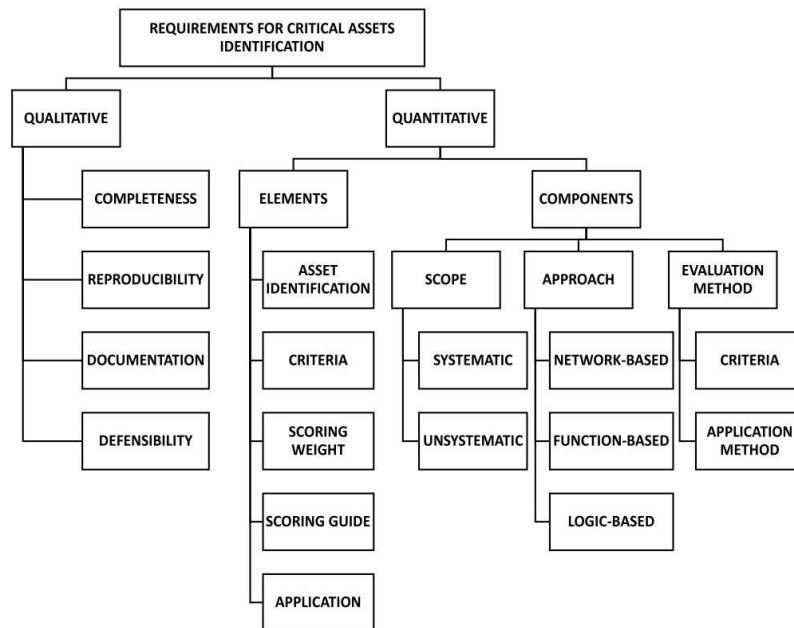 REQUIREMENTS FOR CRITICAL ASSETS
IDENTIFICATION
QUALITATIVE
QUANTITATIVE
COMPLETENESS
REPRODUCIBILITY
DOCUMENTATION
DEFENSIBILITY
ELEMENTS
COMPONENTS
ASSET
IDENTIFICATION
CRITERIA
SCORING
WEIGHT
SCORING GUIDE
APPLICATION
SCOPE
APPROACH
EVALUATION
METHOD
SYSTEMATIC
UNSYSTEMATIC
NETWORK-BASED
FUNCTION-BASED
LOGIC-BASED
CRITERIA
APPLICATION
METHOD